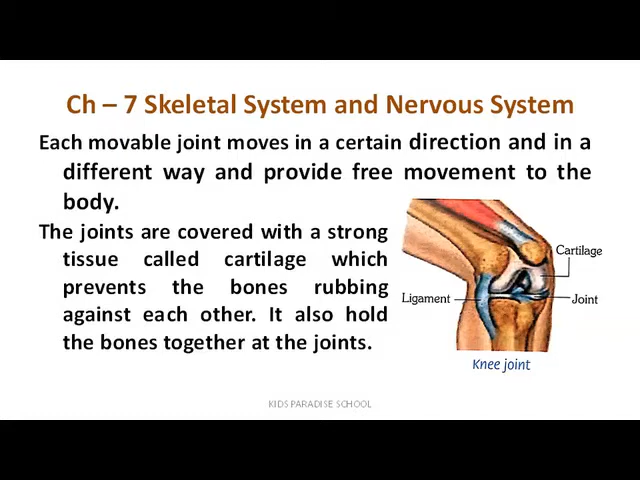 Ch – 7 Skeletal System and Nervous System
Each movable joint moves in a certain direction and in a
different way and provide free movement to the
body.
The joints are covered with a strong
tissue called cartilage which
prevents the bones rubbing
against each other. It also hold
the bones together at the joints.
Cartilage
Ligament
Joint
Knee joint
KIDS PARADISE SCHOOL